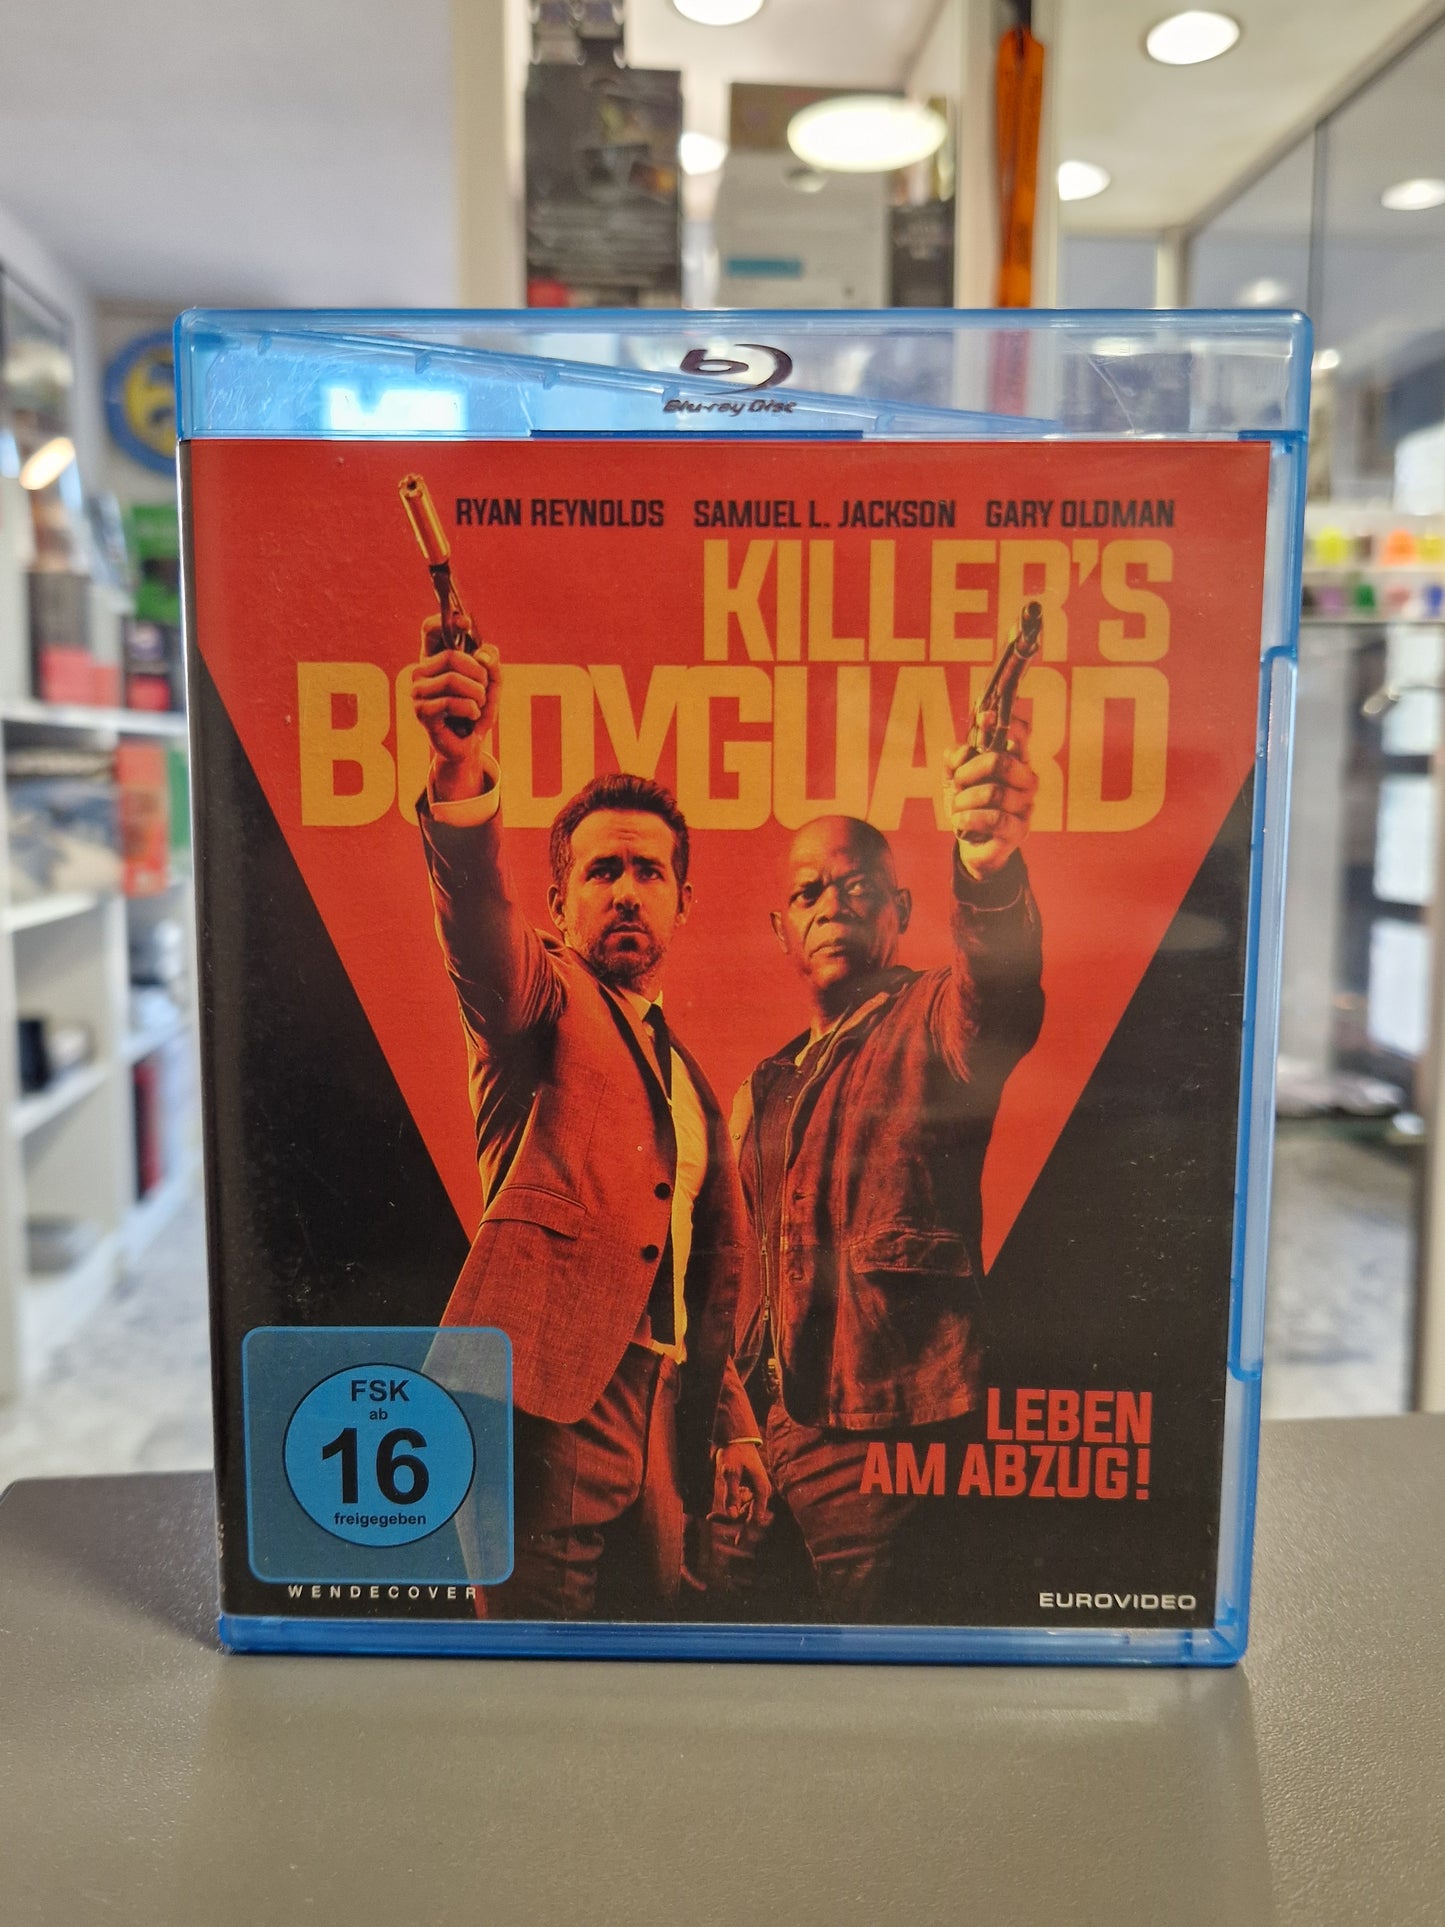 Blu-ray Disc
RYAN REYNOLDS SAMUEL L. JACKSON GARY OLDMAN
KILLER'S
BODYGUARD
LEBEN
AM ABZUG!
FSK
ab
16
freigegeben
WENDECOVER
EUROVIDEO